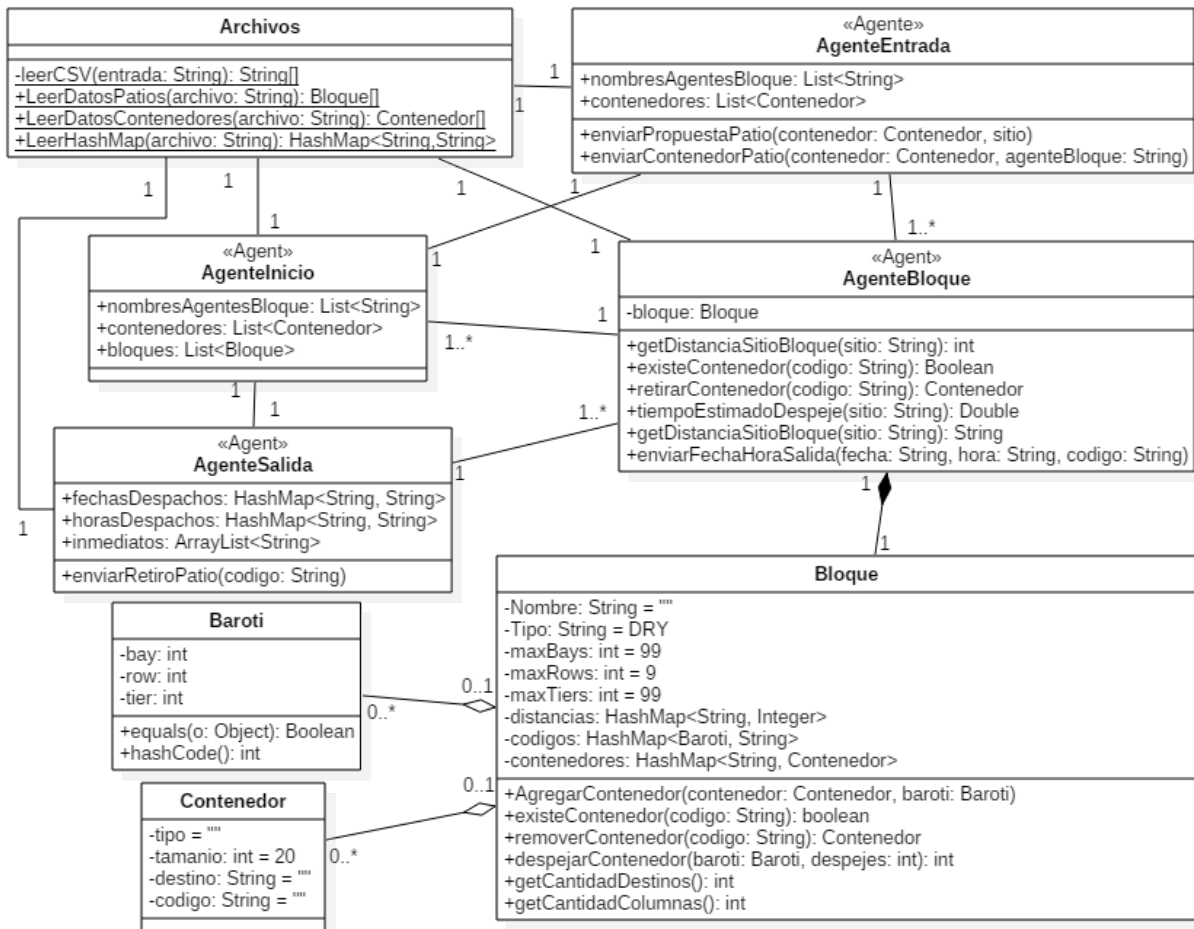 Archivos
-leerCSV(entrada: String): String[]
+LeerDatosPatios(archivo: String): Bloque[]
+LeerDatosContenedores(archivo: String): Contenedor[]
+LeerHashMap(archivo: String): HashMap<String,String>
«Agente»
AgenteEntrada
+nombresAgentesBloque: List<String>
+contenedores: List<Contenedor>
+enviarPropuestaPatio(contenedor: Contenedor, sitio)
+enviarContenedorPatio(contenedor: Contenedor, agenteBloque: String)
1
1
1
1
1
1
1
1..*
1
1
1
«Agent»
AgenteInicio
+nombresAgentesBloque: List<String>
+contenedores: List<Contenedor>
+bloques: List<Bloque>
«Agent»
AgenteBloque
-bloque: Bloque
+getDistanciaSitioBloque(sitio: String): int
+existeContenedor(codigo: String): Boolean
+retirarContenedor(codigo: String): Contenedor
+tiempoEstimadoDespeje(sitio: String): Double
+getDistanciaSitioBloque(sitio: String): String
+enviarFechaHoraSalida(fecha: String, hora: String, codigo: String)
1
1..*
1
1
1..*
1
1
«Agent»
AgenteSalida
+fechasDespachos: HashMap<String, String>
+horasDespachos: HashMap<String, String>
+inmediatos: ArrayList<String>
+enviarRetiroPatio(codigo: String)
1
1
Bloque
-Nombre: String = ""
-Tipo: String = DRY
-maxBays: int = 99
-maxRows: int = 9
-maxTiers: int = 99
-distancias: HashMap<String, Integer>
-codigos: HashMap<Baroti, String>
-contenedores: HashMap<String, Contenedor>
+AgregarContenedor(contenedor: Contenedor, baroti: Baroti)
+existeContenedor(codigo: String): boolean
+removerContenedor(codigo: String): Contenedor
+despejarContenedor(baroti: Baroti, despejes: int): int
+getCantidadDestinos(): int
+getCantidadColumnas(): int
Baroti
-bay: int
-row: int
-tier: int
+equals(o: Object): Boolean
+hashCode(): int
0..1
0..*
0..1
0..*
Contenedor
-tipo = ""
-tamanio: int = 20
-destino: String = ""
-codigo: String = ""